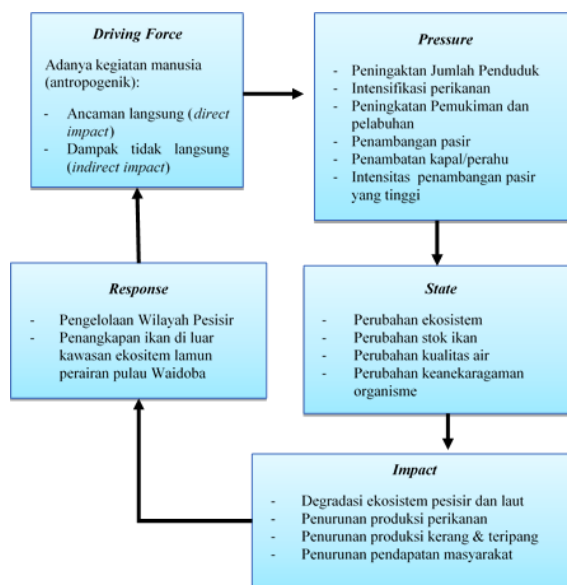 Driving Force
Adanya kegiatan manusia
(antropogenik):
- Ancaman langsung (direct
impact)
- Dampak tidak langsung
(indirect impact)
Pressure
- Peningaktan Jumlah Penduduk
- Intensifikasi perikanan
- Peningkatan Pemukiman dan
pelabuhan
- Penambangan pasir
- Penambatan kapal/perahu
- Intensitas penambangan pasir
yang tinggi
Response
- Pengelolaan Wilayah Pesisir
- Penangkapan ikan di luar
kawasan ekositem lamun
perairan pulau Waidoba
State
- Perubahan ekosistem
- Perubahan stok ikan
- Perubahan kualitas air
- Perubahan keanekaragaman
organisme
Impact
- Degradasi ekosistem pesisir dan laut
- Penurunan produksi perikanan
- Penurunan produksi kerang & teripang
- Penurunan pendapatan masyarakat